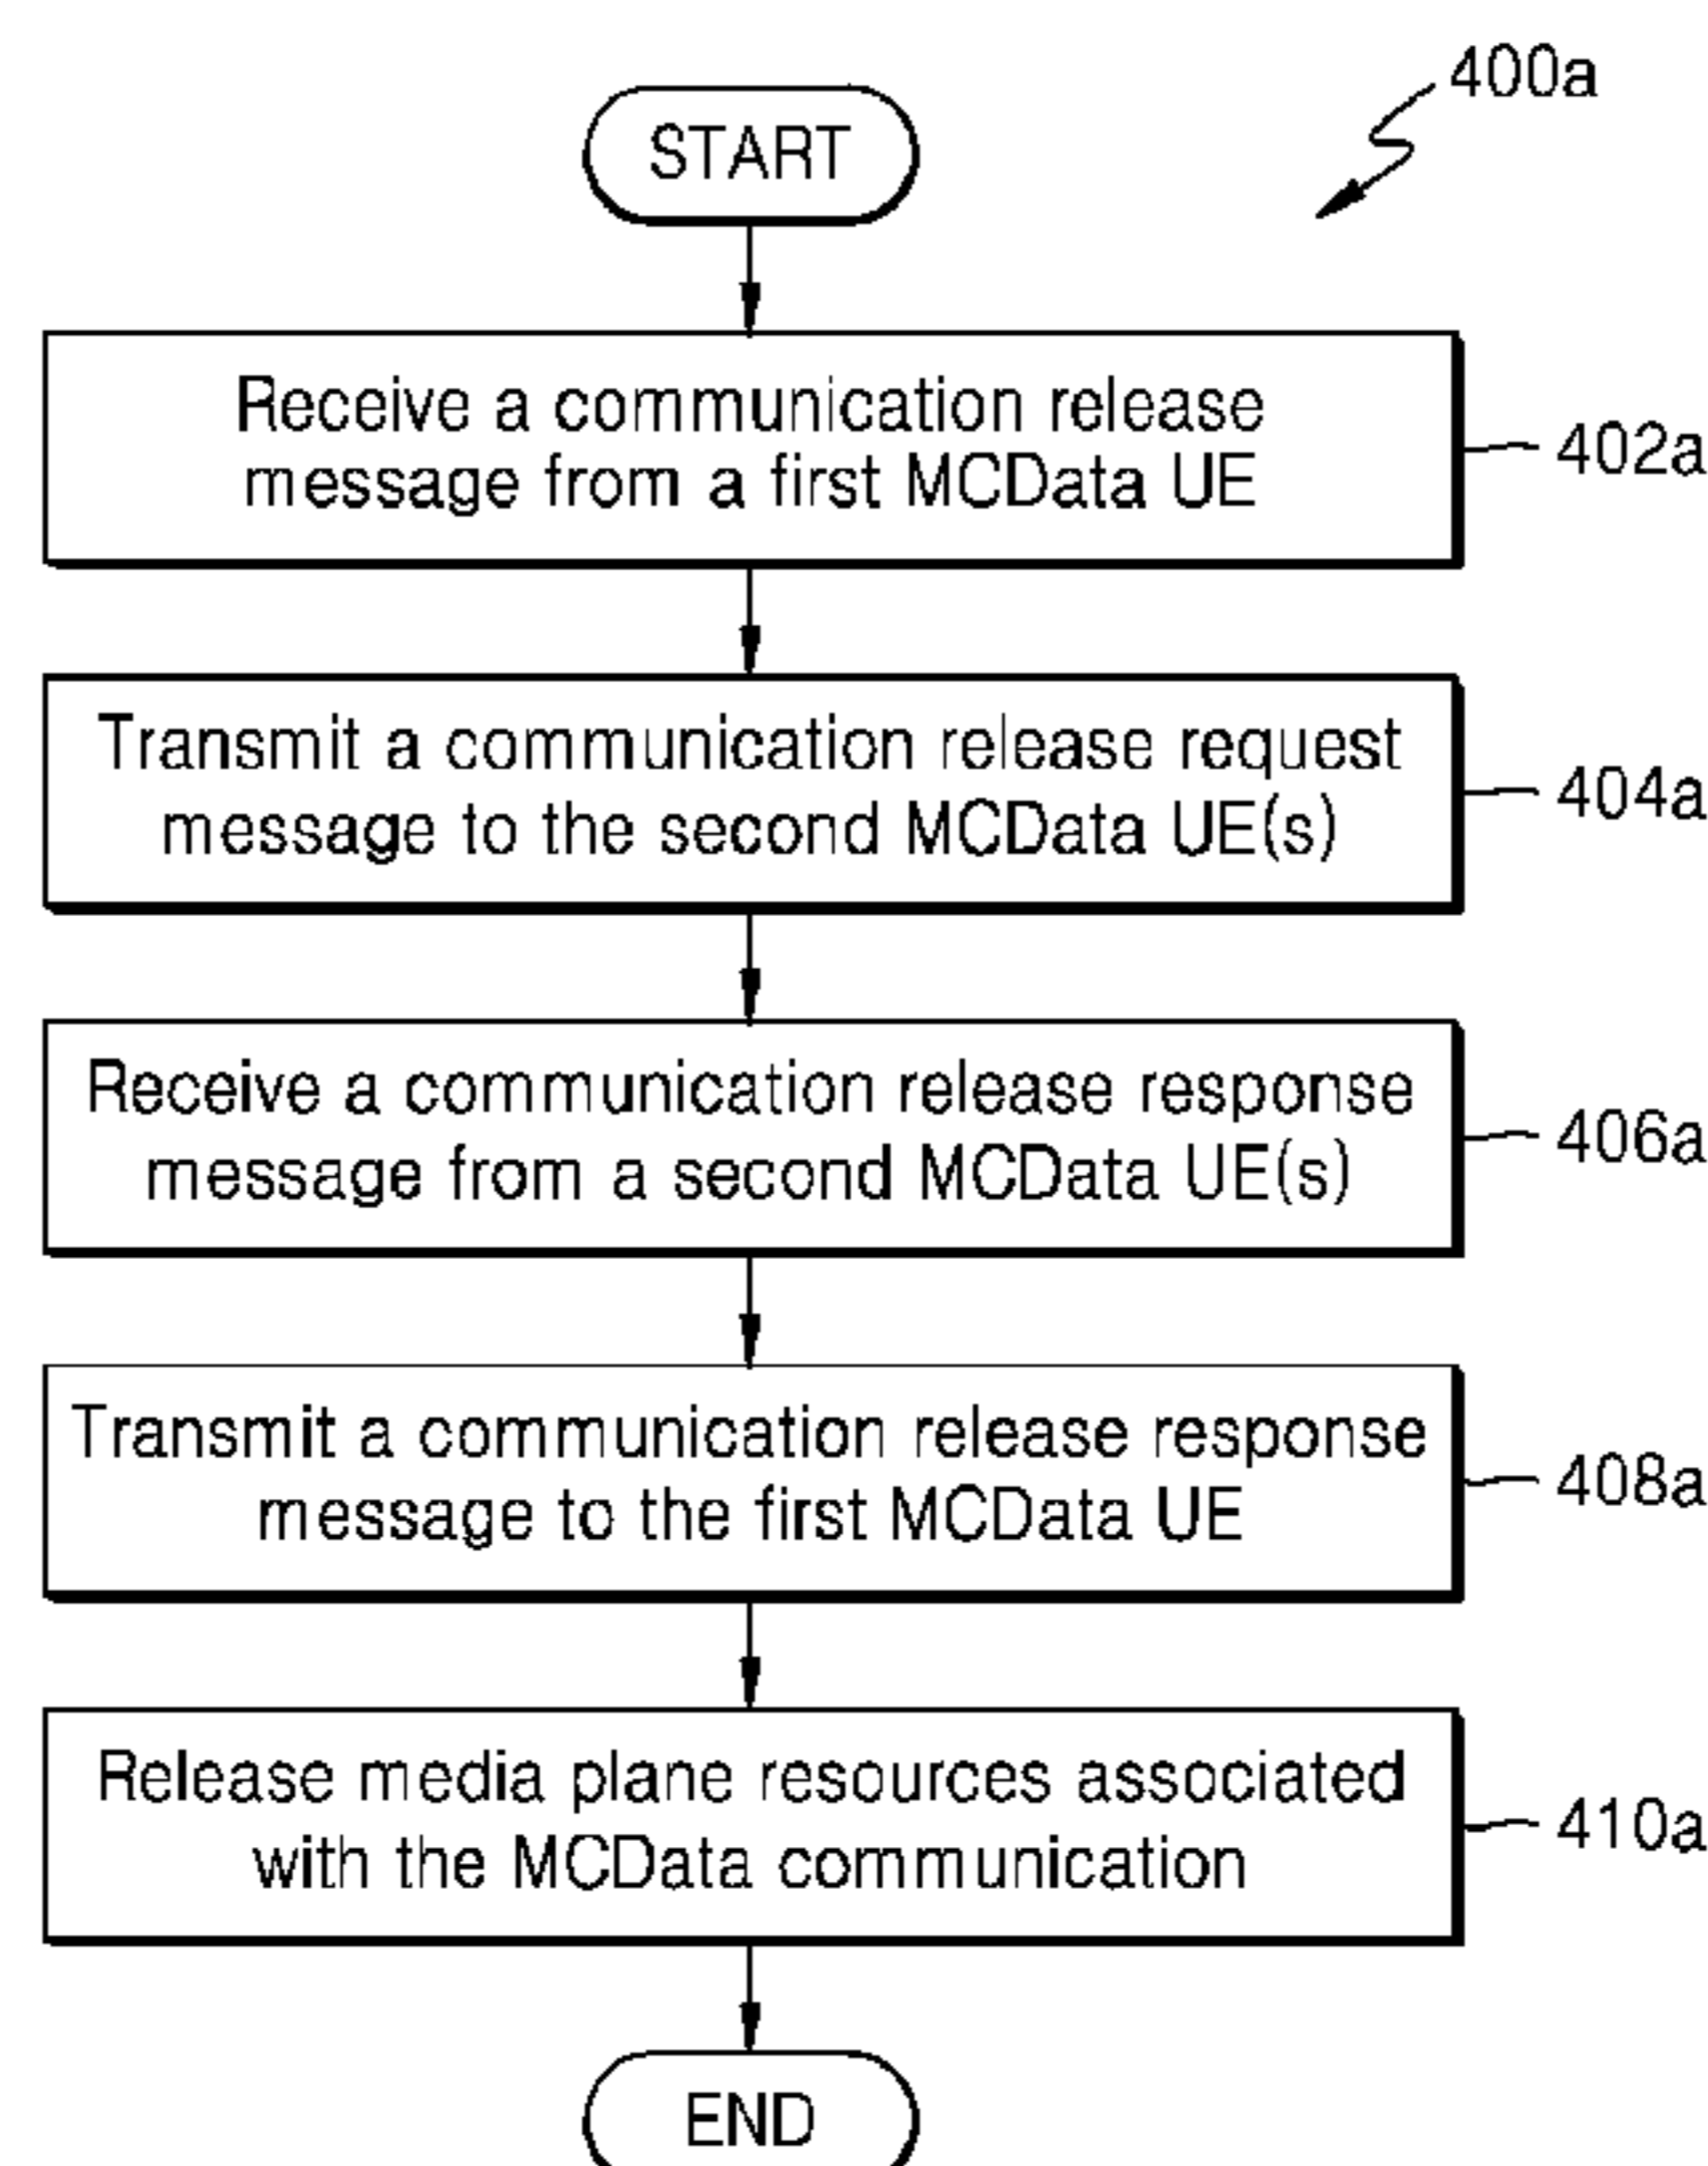 400a
START
Receive a communication release
message from a first MCData UE
402a
Transmit a communication release request
message to the second MCData UE(s)
404a
Receive a communication release response
message from a second MCData UE(s)
406a
Transmit a communication release response
message to the first MCData UE
408a
Release media plane resources associated
with the MCData communication
410a
END